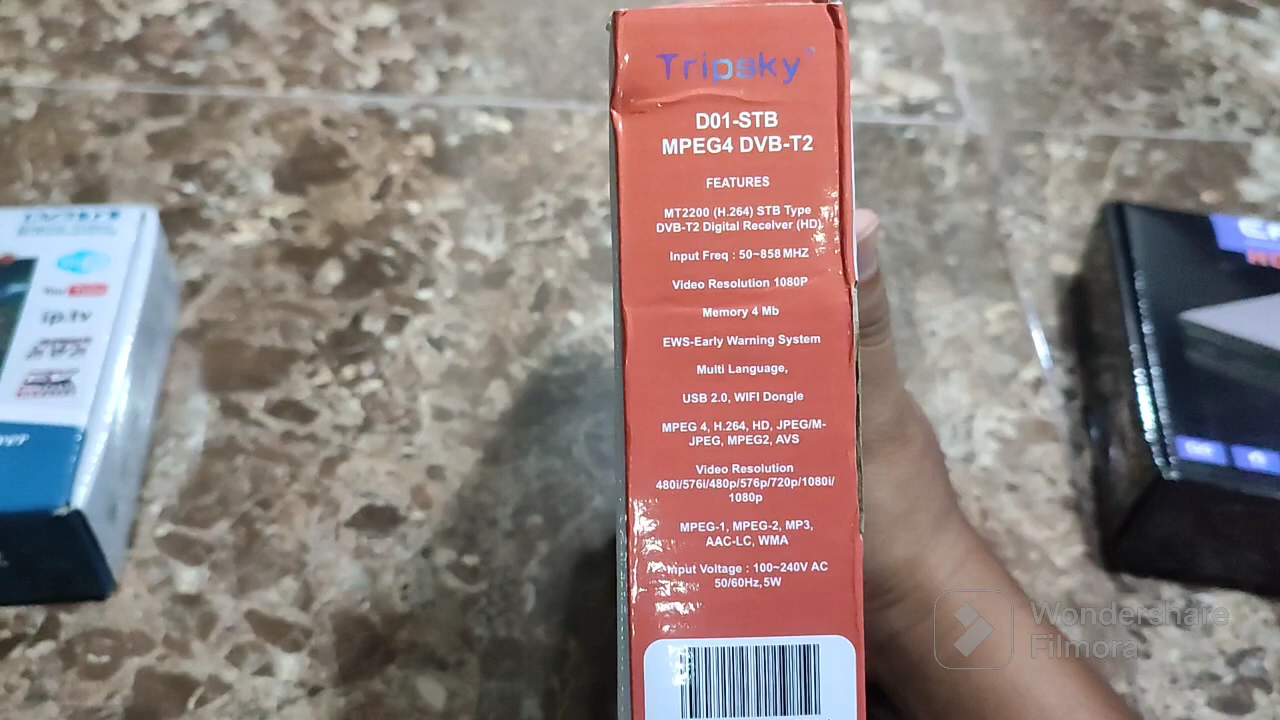 Tripsky
D01-STB
MPEG4 DVB-T2
FEATURES
MT2200 (H.264) STB Type
DVB-T2 Digital Receiver (HD)
Input Freq : 50~858 MHZ
Video Resolution 1080P
Memory 4 Mb
EWS-Early Warning System
Multi Language,
USB 2.0, WIFI Dongle
MPEG 4, H.264, HD, JPEG/M-
JPEG, MPEG2, AVS
Video Resolution
480i/576i/480p/576p/720p/1080i/
1080p
MPEG-1, MPEG-2, MP3,
AAC-LC, WMA
Input Voltage : 100~240V AC
50/60Hz,5W
YouTube
ip.tv
Wondershare
Filmora